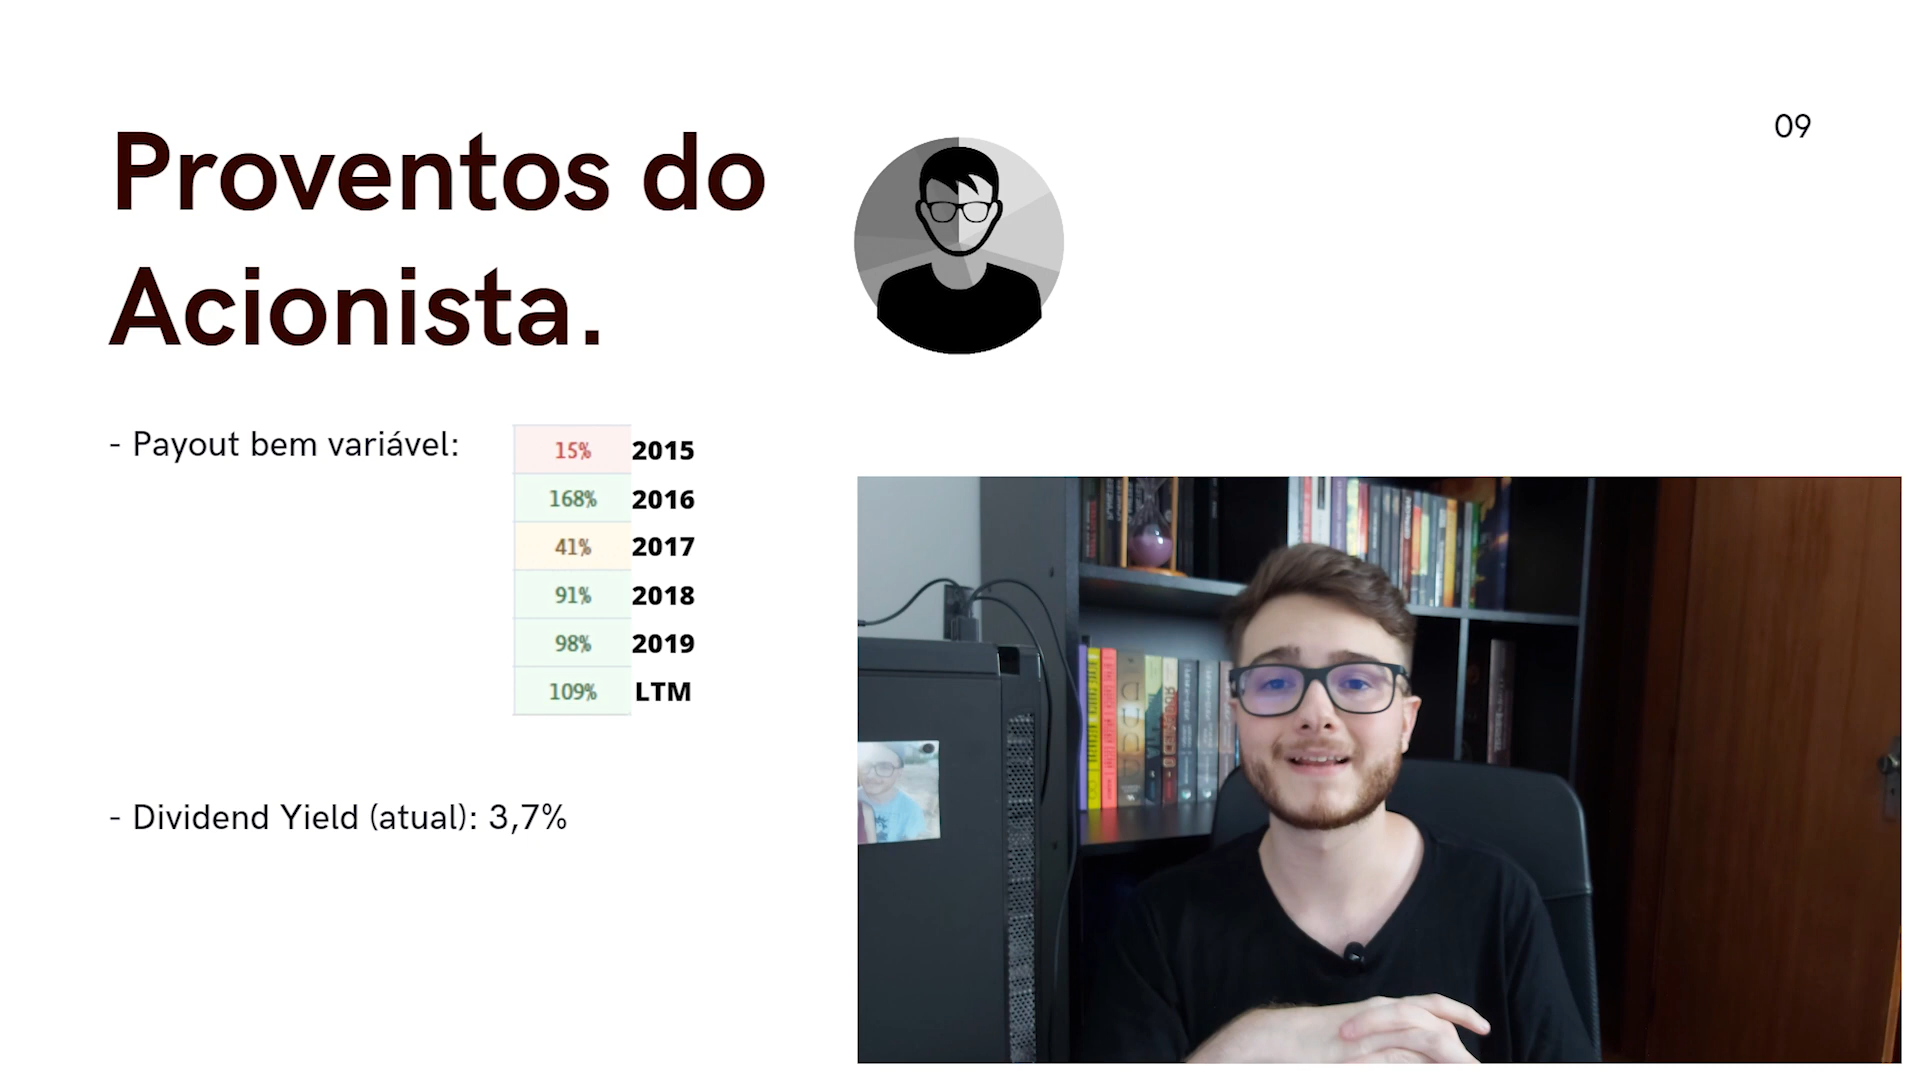 09
Proventos do
Acionista.
- Payout bem variável:
15% 2015
168% 2016
41% 2017
91% 2018
98% 2019
109% LTM
- Dividend Yield (atual): 3,7%